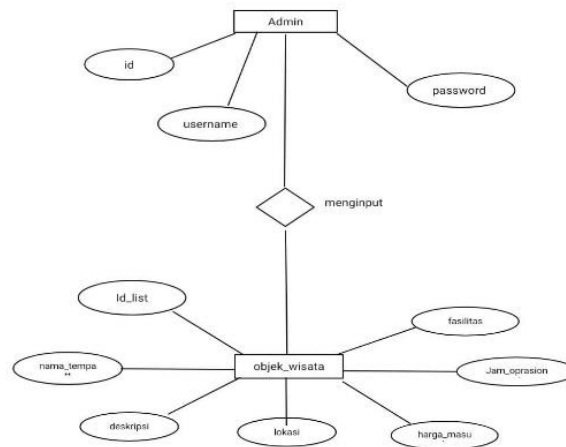 Admin
id
username
password
menginput
Id_list
fasilitas
nama_tempa
objek_wisata
Jam_oprasion
deskripsi
lokasi
harga_masu